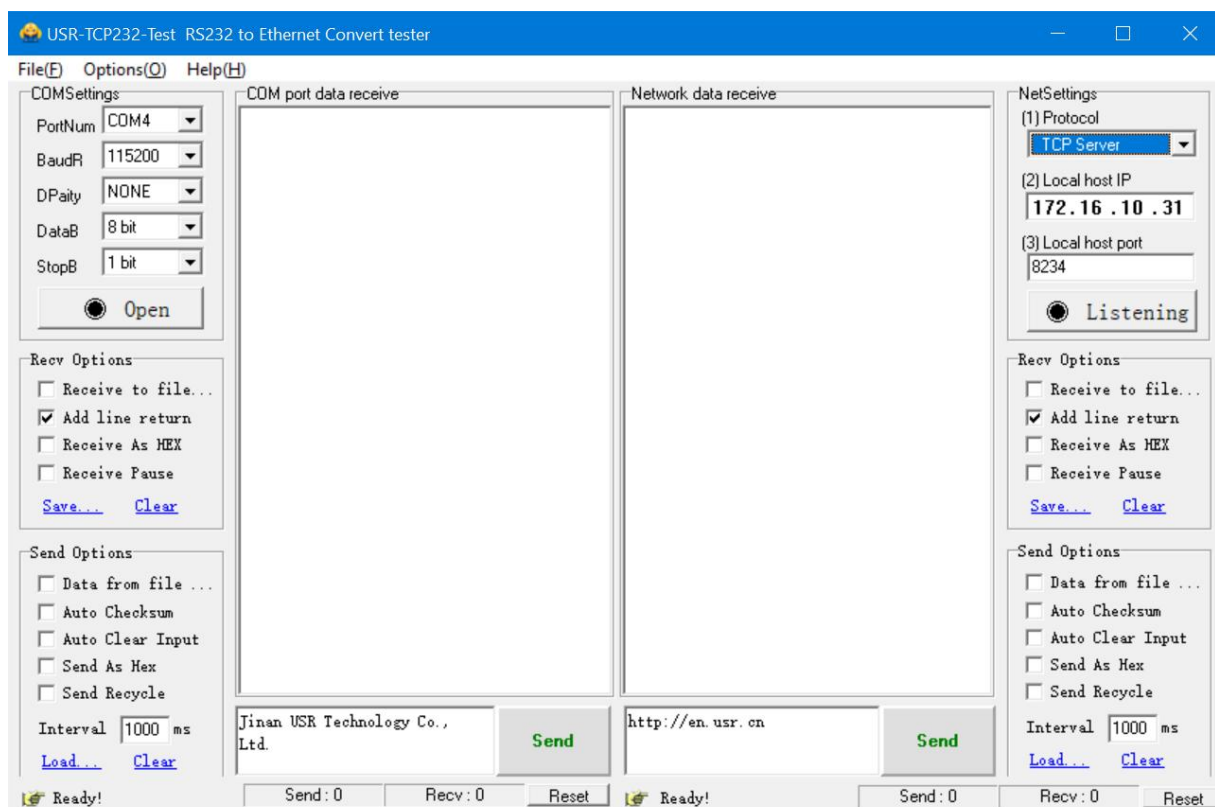 USR-TCP232-Test RS232 to Ethernet Convert tester
File(F) Options(O) Help(H)
COMSettings
PortNum COM4
BaudR 115200
DPaity NONE
DataB 8 bit
StopB 1 bit
Open
Recv Options
Receive to file...
Add line return
Receive As HEX
Receive Pause
Save... Clear
Send Options
Data from file ...
Auto Checksum
Auto Clear Input
Send As Hex
Send Recycle
Interval 1000 ms
Load... Clear
COM port data receive
Jinan USR Technology Co.,
Ltd.
Send
Network data receive
http://en.usr.cn
Send
NetSettings
(1) Protocol
TCP Server
(2) Local host IP
172.16 .10 .31
(3) Local host port
8234
Listening
Recv Options
Receive to file...
Add line return
Receive As HEX
Receive Pause
Save... Clear
Send Options
Data from file ...
Auto Checksum
Auto Clear Input
Send As Hex
Send Recycle
Interval 1000 ms
Load... Clear
Ready! Send : 0 Recv : 0 Reset
Ready! Send : 0 Recv : 0 Reset